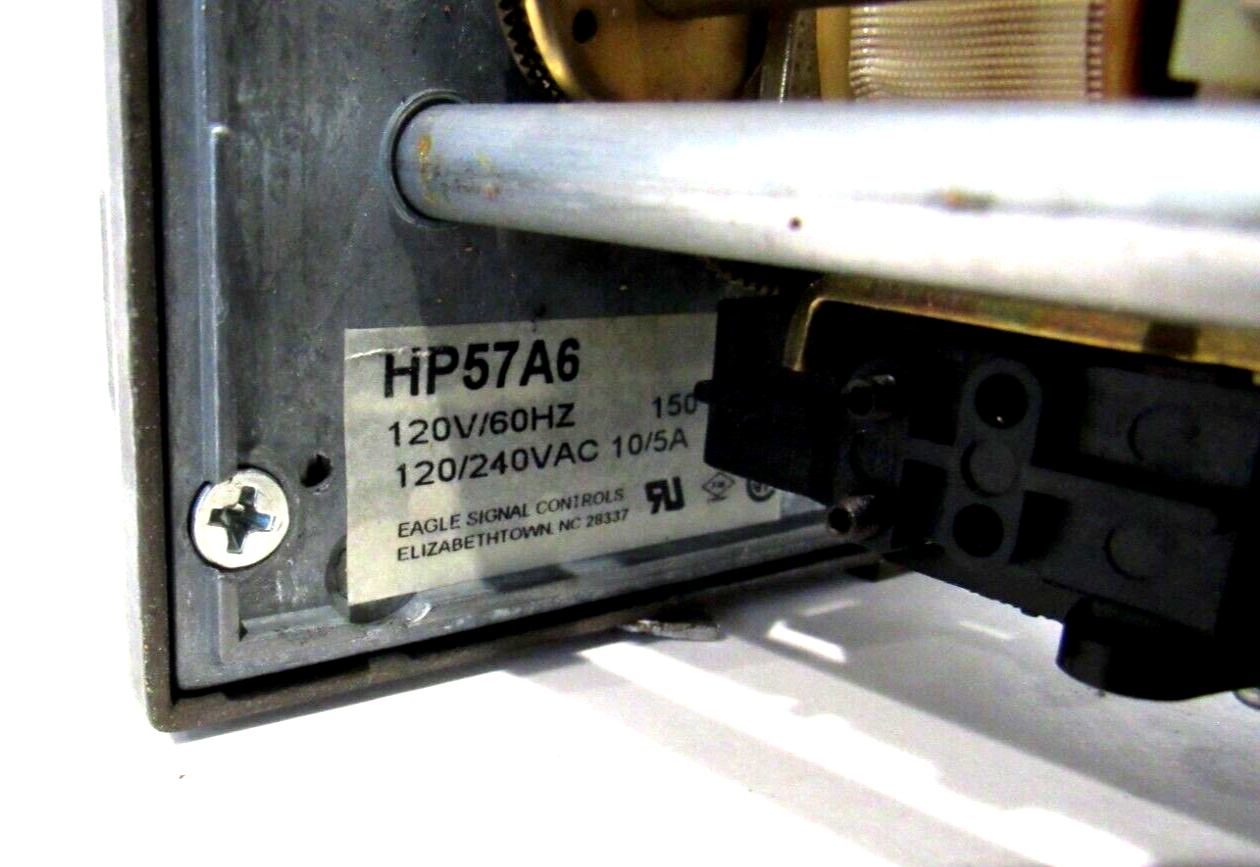 HP57A6
120V/60HZ 150
120/240VAC 10/5A
EAGLE SIGNAL CONTROLS
ELIZABETHTOWN, NC 28337